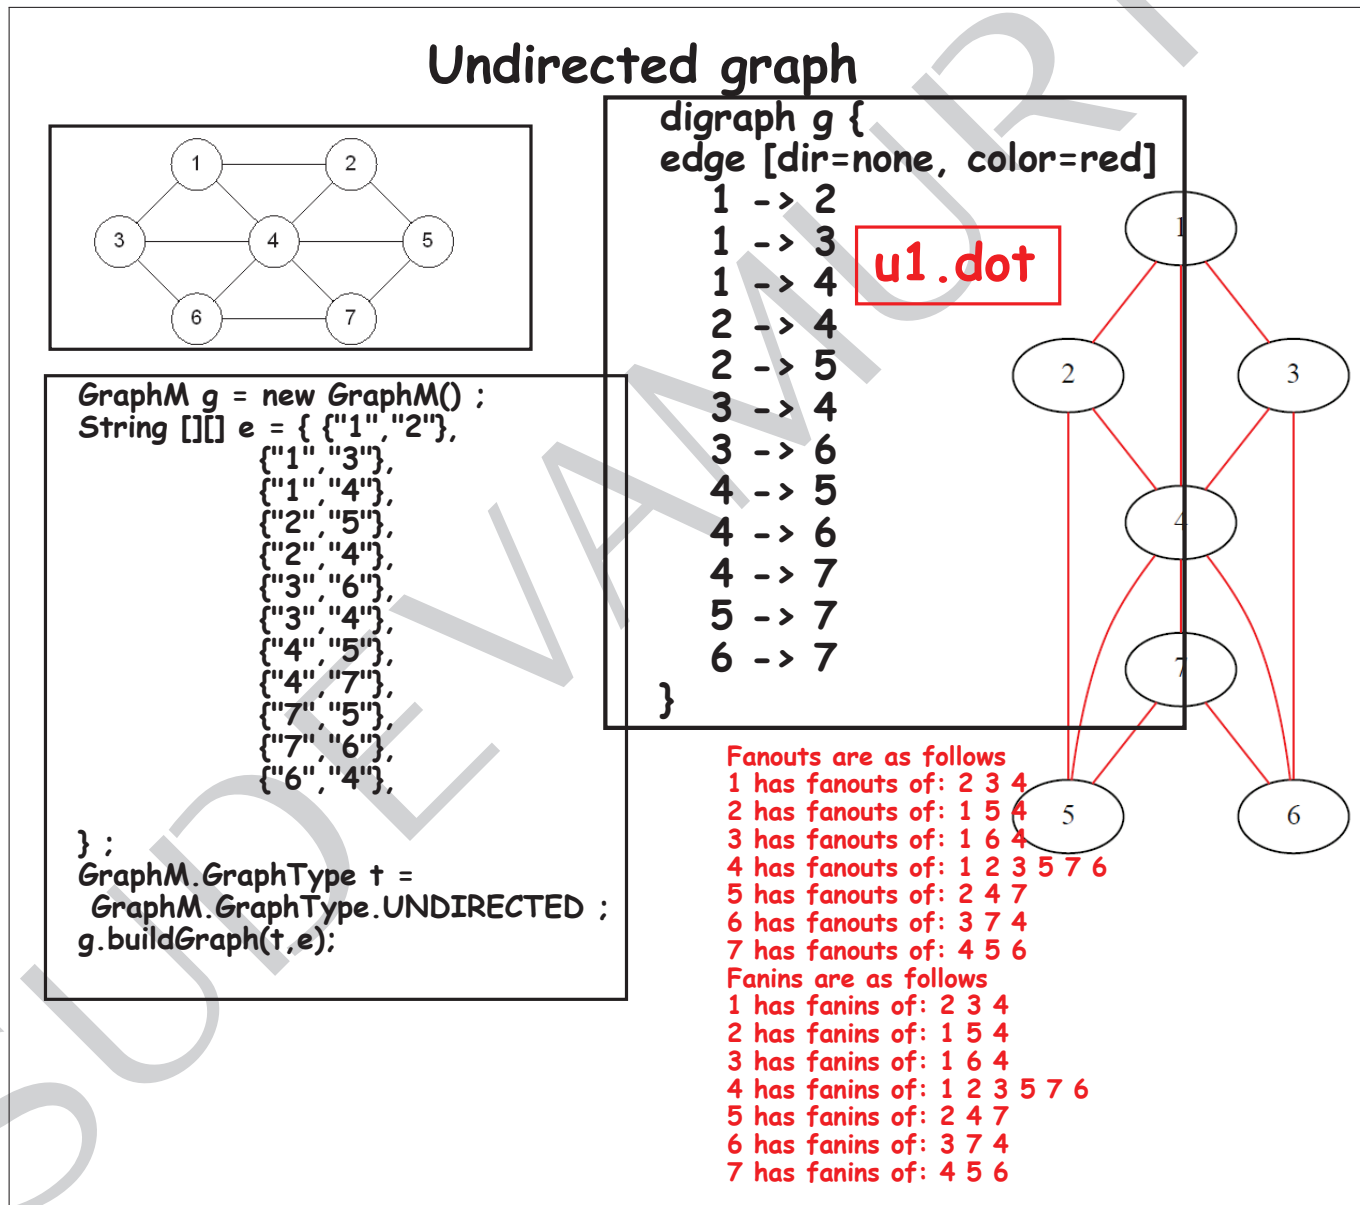 Undirected graph
1 2
3 4 5
6 7
GraphM g = new GraphM() ;
String [][] e = { {"1","2"},
{"1","3"},
{"1","4"},
{"2","5"},
{"2","4"},
{"3","6"},
{"3","4"},
{"4","5"},
{"4","7"},
{"7","5"},
{"7","6"},
{"6","4"},
} ;
GraphM.GraphType t =
GraphM.GraphType.UNDIRECTED ;
g.buildGraph(t,e);
digraph g {
edge [dir=none, color=red]
1 -> 2
1 -> 3
1 -> 4
2 -> 4
2 -> 5
3 -> 4
3 -> 6
4 -> 5
4 -> 6
4 -> 7
5 -> 7
6 -> 7
}
u1.dot
1
2 3
4
7
5 6
Fanouts are as follows
1 has fanouts of: 2 3 4
2 has fanouts of: 1 5 4
3 has fanouts of: 1 6 4
4 has fanouts of: 1 2 3 5 7 6
5 has fanouts of: 2 4 7
6 has fanouts of: 3 7 4
7 has fanouts of: 4 5 6
Fanins are as follows
1 has fanins of: 2 3 4
2 has fanins of: 1 5 4
3 has fanins of: 1 6 4
4 has fanins of: 1 2 3 5 7 6
5 has fanins of: 2 4 7
6 has fanins of: 3 7 4
7 has fanins of: 4 5 6
SUDEVAMURT